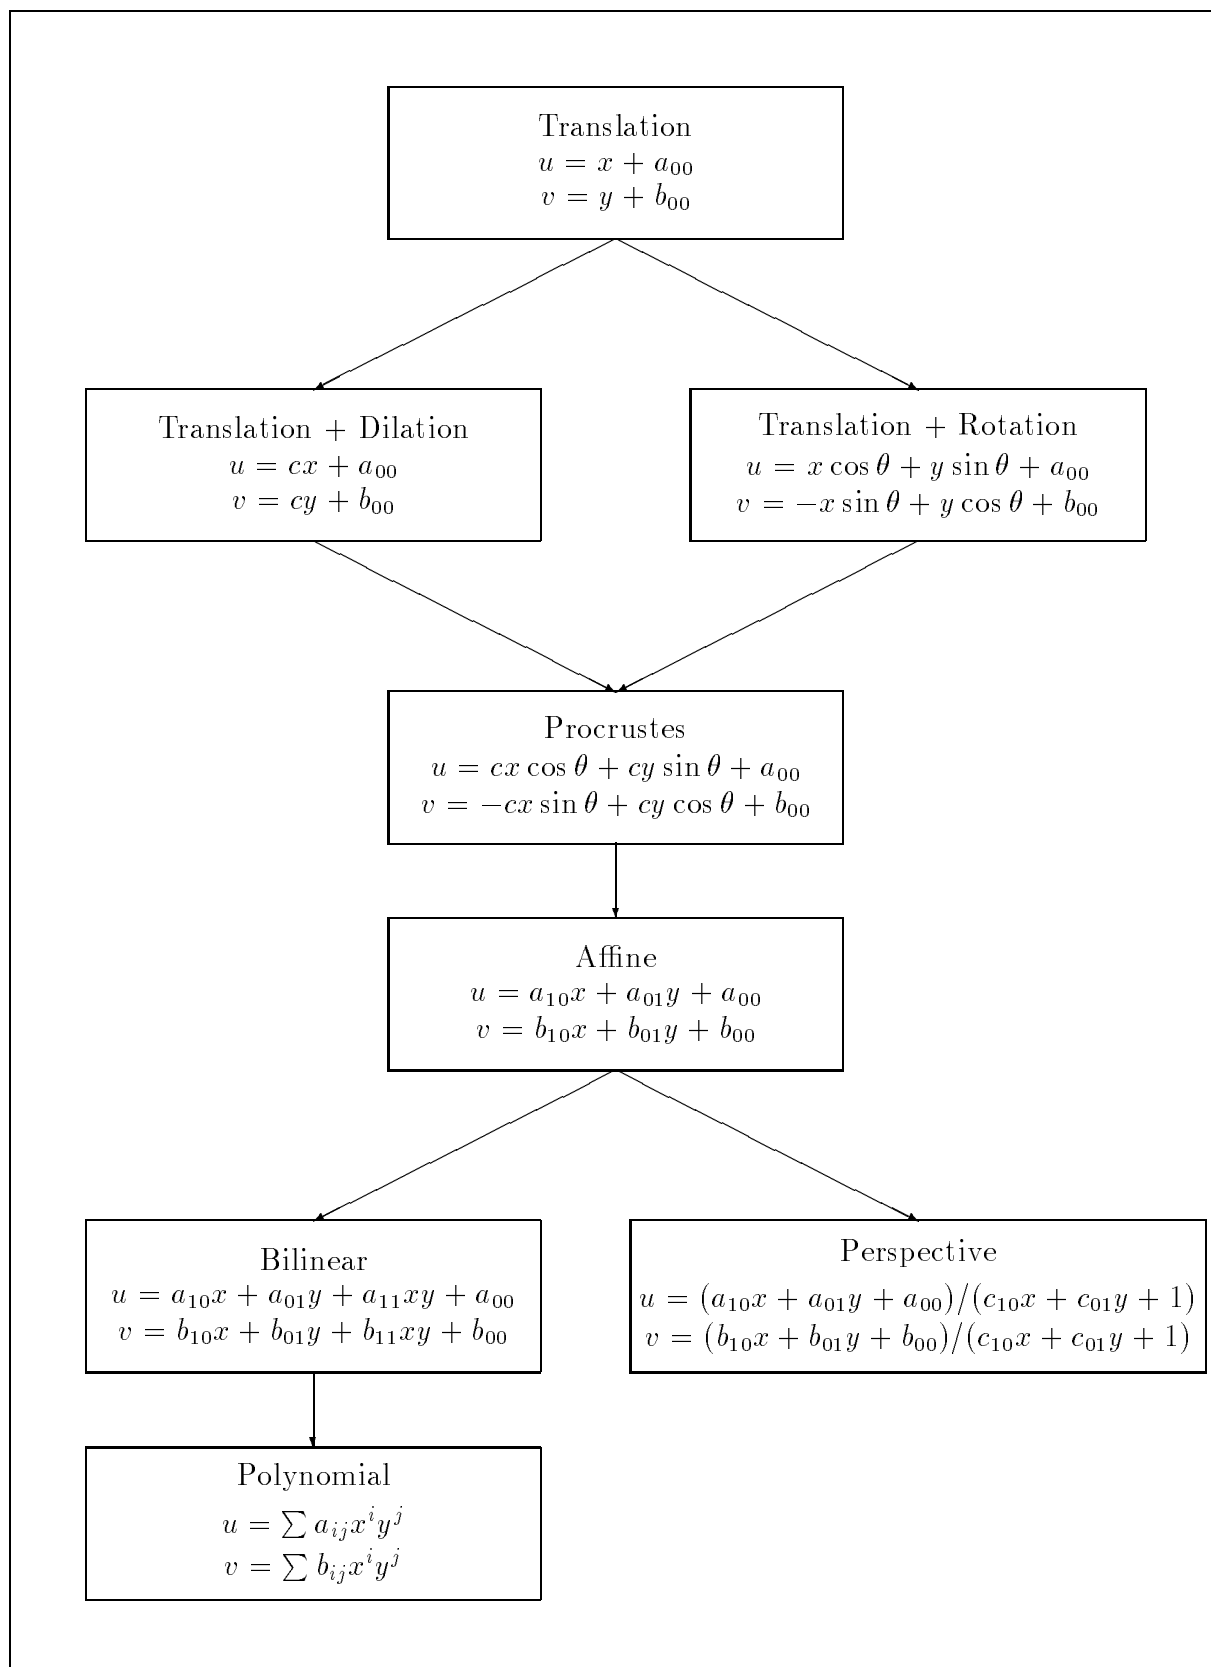 Translation
u = x + a₀₀
v = y + b₀₀
Translation + Dilation
u = cx + a₀₀
v = cy + b₀₀
Translation + Rotation
u = x cos θ + y sin θ + a₀₀
v = −x sin θ + y cos θ + b₀₀
Procrustes
u = cx cos θ + cy sin θ + a₀₀
v = −cx sin θ + cy cos θ + b₀₀
Affine
u = a₁₀x + a₀₁y + a₀₀
v = b₁₀x + b₀₁y + b₀₀
Bilinear
u = a₁₀x + a₀₁y + a₁₁xy + a₀₀
v = b₁₀x + b₀₁y + b₁₁xy + b₀₀
Perspective
u = (a₁₀x + a₀₁y + a₀₀)/(c₁₀x + c₀₁y + 1)
v = (b₁₀x + b₀₁y + b₀₀)/(c₁₀x + c₀₁y + 1)
Polynomial
u = ∑ aᵢⱼxⁱyʲ
v = ∑ bᵢⱼxⁱyʲ